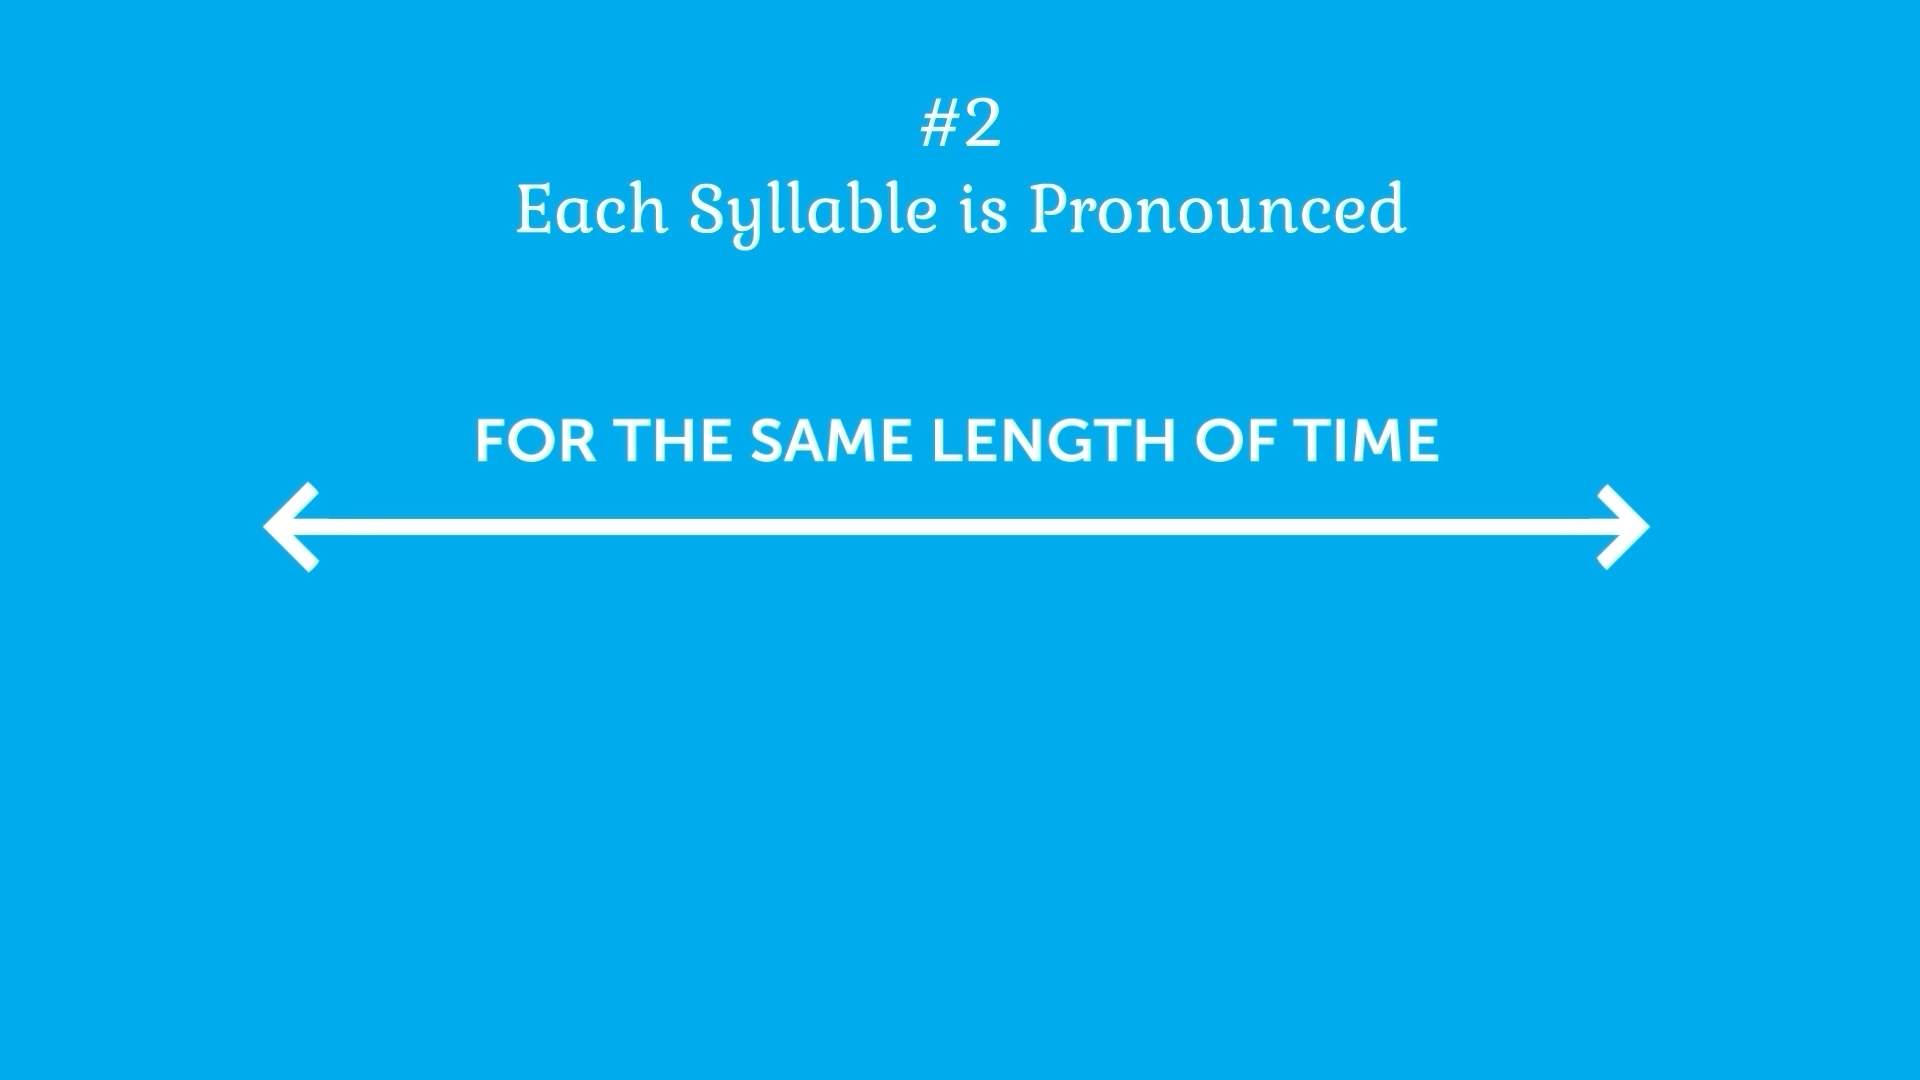 #2
Each Syllable is Pronounced
FOR THE SAME LENGTH OF TIME